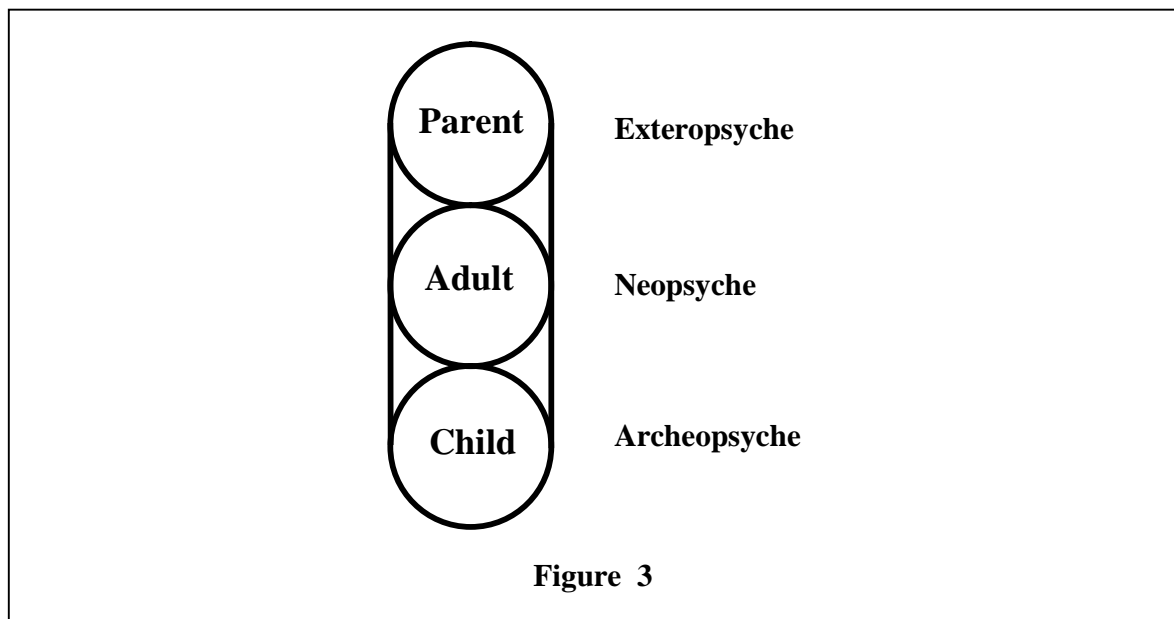 Parent
Exteropsyche
Adult
Neopsyche
Child
Archeopsyche
Figure 3